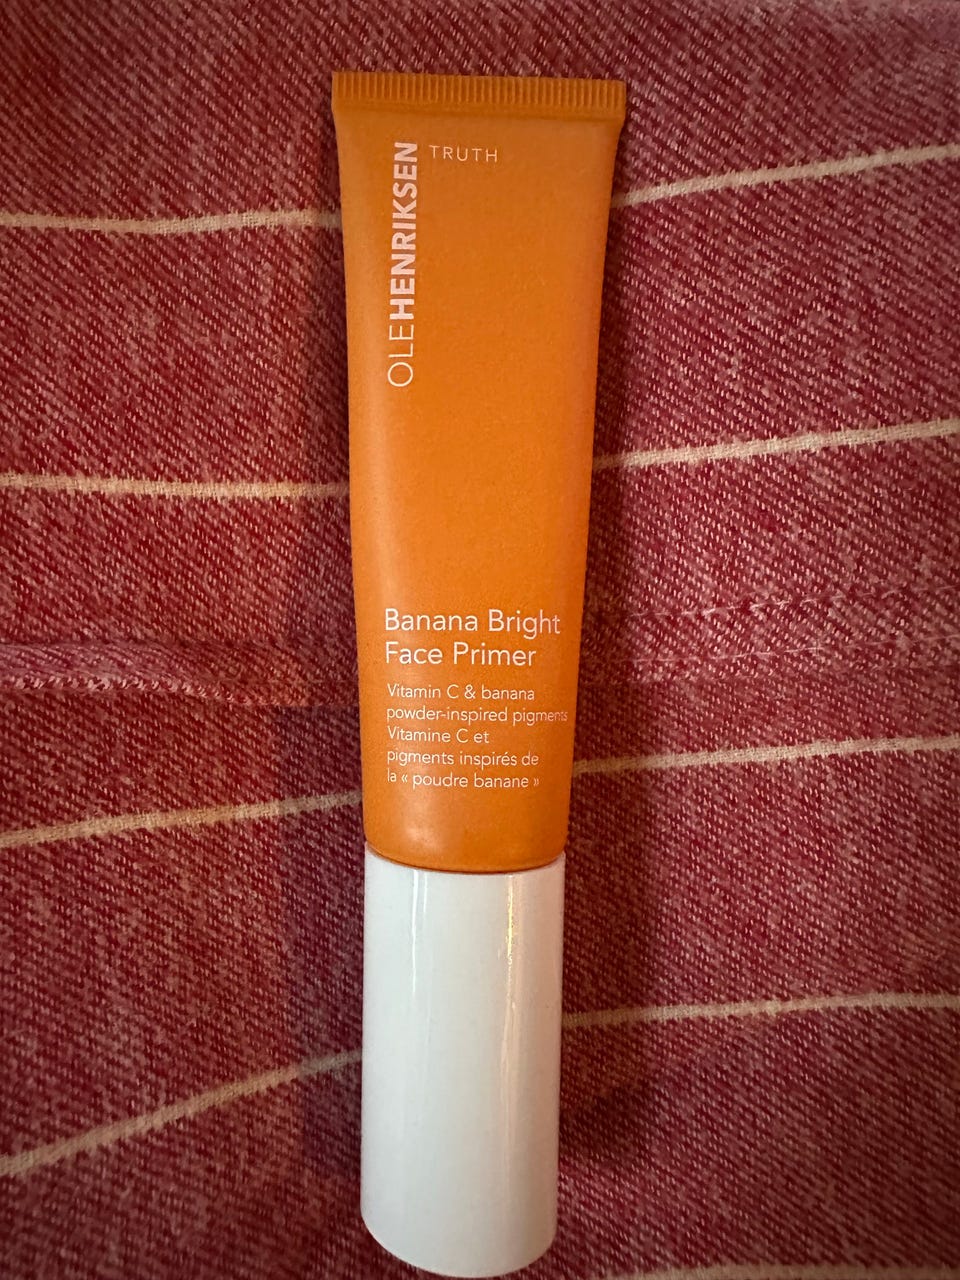 OLEHENRIKSEN
TRUTH
Banana Bright
Face Primer
Vitamin C & banana
powder-inspired pigments
Vitamine C et
pigments inspirés de
la « poudre banane »